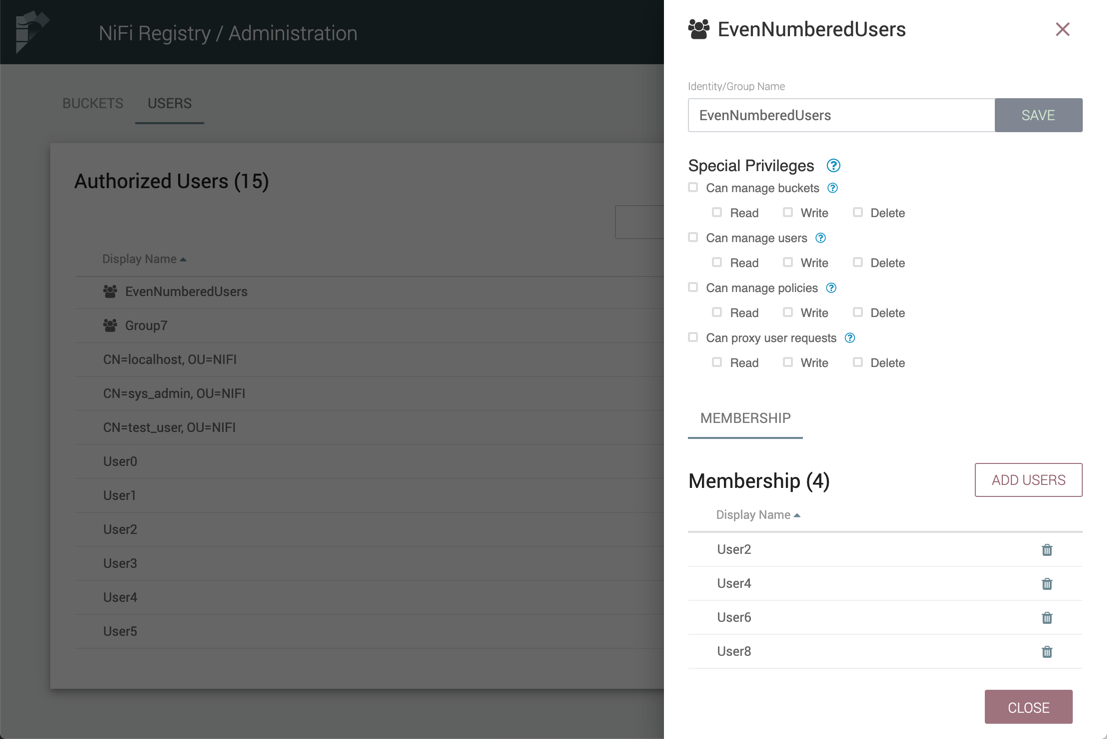 NiFi Registry / Administration
BUCKETS USERS
Authorized Users (15)
Display Name
EvenNumberedUsers
Group7
CN=localhost, OU=NIFI
CN=sys_admin, OU=NIFI
CN=test_user, OU=NIFI
User0
User1
User2
User3
User4
User5
EvenNumberedUsers
Identity/Group Name
EvenNumberedUsers SAVE
Special Privileges ?
Can manage buckets ?
Read Write Delete
Can manage users ?
Read Write Delete
Can manage policies ?
Read Write Delete
Can proxy user requests ?
Read Write Delete
MEMBERSHIP
Membership (4) ADD USERS
Display Name
User2
User4
User6
User8
CLOSE